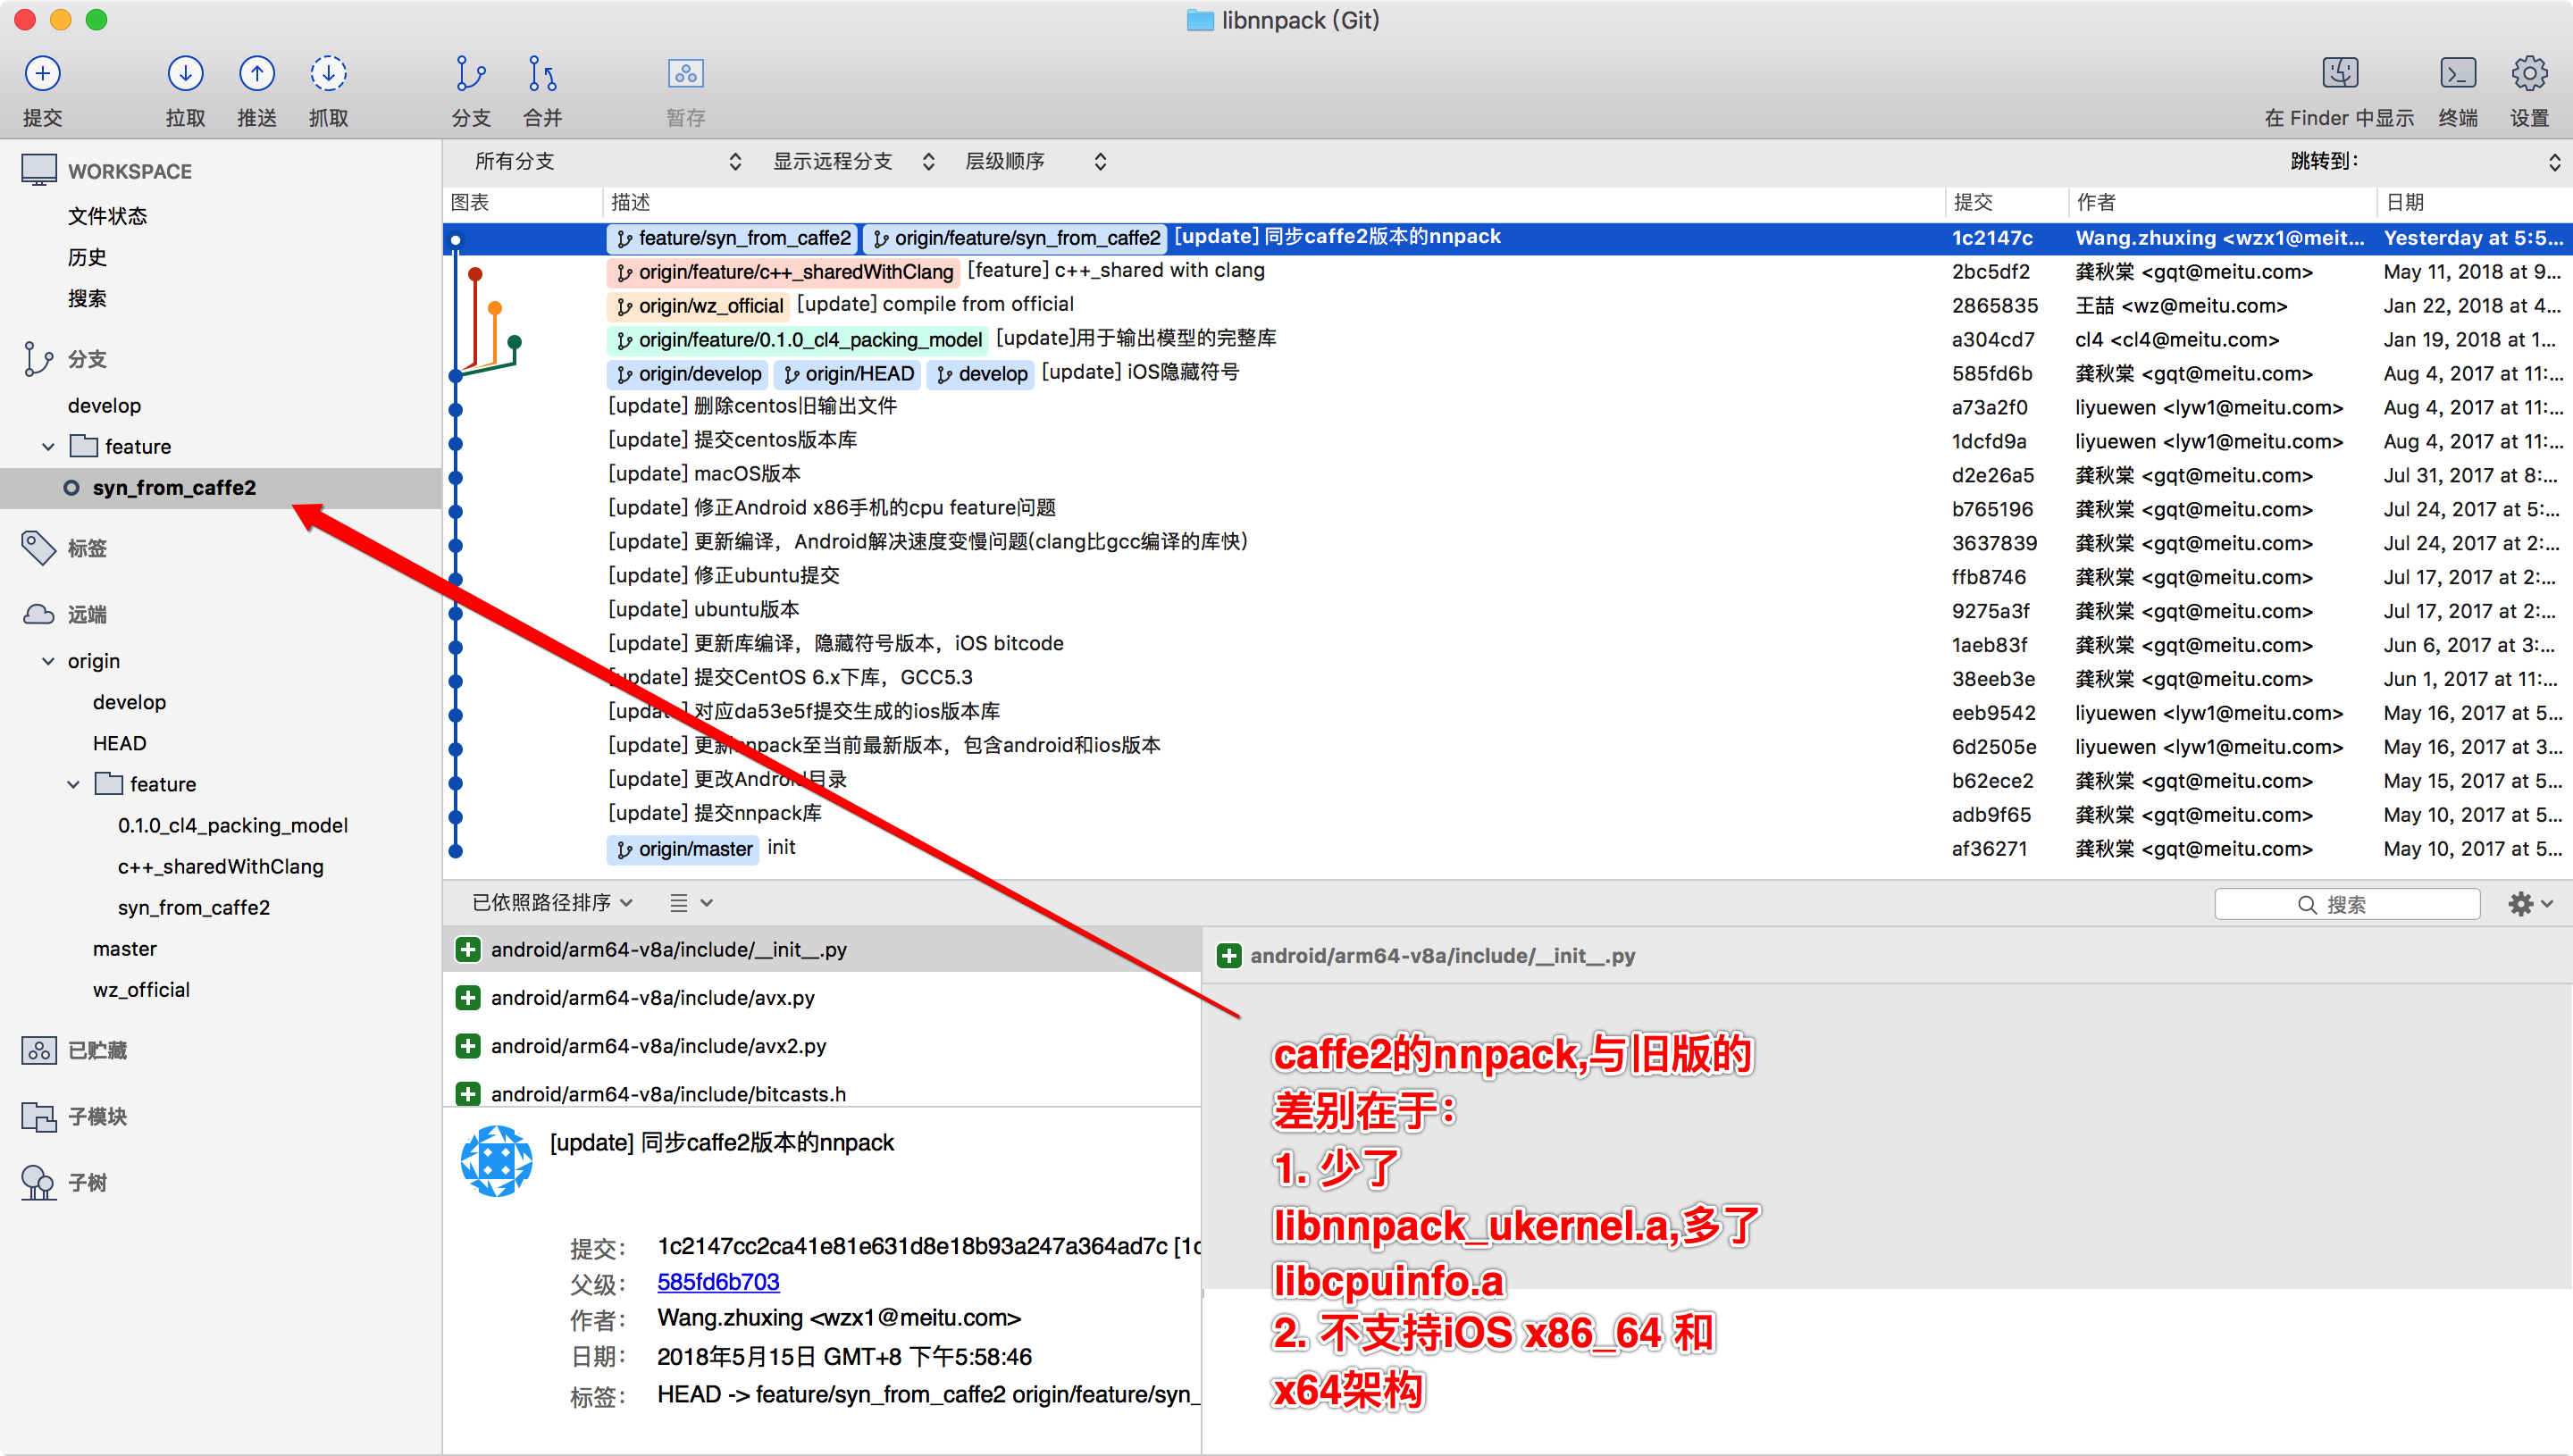 libnnpack (Git)
提交 拉取 推送 抓取 分支 合并 暂存 在 Finder 中显示 终端 设置
WORKSPACE
文件状态
历史
搜索
分支
develop
feature
syn_from_caffe2
标签
远端
origin
develop
HEAD
feature
0.1.0_cl4_packing_model
c++_sharedWithClang
syn_from_caffe2
master
wz_official
已贮藏
子模块
子树
所有分支 显示远程分支 层级顺序 跳转到:
图表 描述 提交 作者 日期
feature/syn_from_caffe2 origin/feature/syn_from_caffe2 [update] 同步caffe2版本的nnpack 1c2147c Wang.zhuxing <wzx1@meit... Yesterday at 5:5...
origin/feature/c++_sharedWithClang [feature] c++_shared with clang 2bc5df2 龚秋棠 <gqt@meitu.com> May 11, 2018 at 9...
origin/wz_official [update] compile from official 2865835 王喆 <wz@meitu.com> Jan 22, 2018 at 4...
origin/feature/0.1.0_cl4_packing_model [update]用于输出模型的完整库 a304cd7 cl4 <cl4@meitu.com> Jan 19, 2018 at 1...
origin/develop origin/HEAD develop [update] iOS隐藏符号 585fd6b 龚秋棠 <gqt@meitu.com> Aug 4, 2017 at 11:...
[update] 删除centos旧输出文件 a73a2f0 liyuewen <lyw1@meitu.com> Aug 4, 2017 at 11:...
[update] 提交centos版本库 1dcfd9a liyuewen <lyw1@meitu.com> Aug 4, 2017 at 11:...
[update] macOS版本 d2e26a5 龚秋棠 <gqt@meitu.com> Jul 31, 2017 at 8:...
[update] 修正Android x86手机的cpu feature问题 b765196 龚秋棠 <gqt@meitu.com> Jul 24, 2017 at 5:...
[update] 更新编译，Android解决速度变慢问题(clang比gcc编译的库快) 3637839 龚秋棠 <gqt@meitu.com> Jul 24, 2017 at 2:...
[update] 修正ubuntu提交 ffb8746 龚秋棠 <gqt@meitu.com> Jul 17, 2017 at 2:...
[update] ubuntu版本 9275a3f 龚秋棠 <gqt@meitu.com> Jul 17, 2017 at 2:...
[update] 更新库编译，隐藏符号版本，iOS bitcode 1aeb83f 龚秋棠 <gqt@meitu.com> Jun 6, 2017 at 3:...
[update] 提交CentOS 6.x下库，GCC5.3 38eeb3e 龚秋棠 <gqt@meitu.com> Jun 1, 2017 at 11:...
[update] 对应da53e5f提交生成的ios版本库 eeb9542 liyuewen <lyw1@meitu.com> May 16, 2017 at 5...
[update] 更新nnpack至当前最新版本，包含android和ios版本 6d2505e liyuewen <lyw1@meitu.com> May 16, 2017 at 3...
[update] 更改Android目录 b62ece2 龚秋棠 <gqt@meitu.com> May 15, 2017 at 5...
[update] 提交nnpack库 adb9f65 龚秋棠 <gqt@meitu.com> May 10, 2017 at 5...
origin/master init af36271 龚秋棠 <gqt@meitu.com> May 10, 2017 at 5...
已依照路径排序 搜索
android/arm64-v8a/include/__init__.py
android/arm64-v8a/include/avx.py
android/arm64-v8a/include/avx2.py
android/arm64-v8a/include/bitcasts.h
[update] 同步caffe2版本的nnpack
提交： 1c2147cc2ca41e81e631d8e18b93a247a364ad7c [1c
父级： 585fd6b703
作者： Wang.zhuxing <wzx1@meitu.com>
日期： 2018年5月15日 GMT+8 下午5:58:46
标签： HEAD -> feature/syn_from_caffe2 origin/feature/syn_
android/arm64-v8a/include/__init__.py
caffe2的nnpack,与旧版的
差别在于：
1. 少了
libnnpack_ukernel.a,多了
libcpuinfo.a
2. 不支持iOS x86_64 和
x64架构